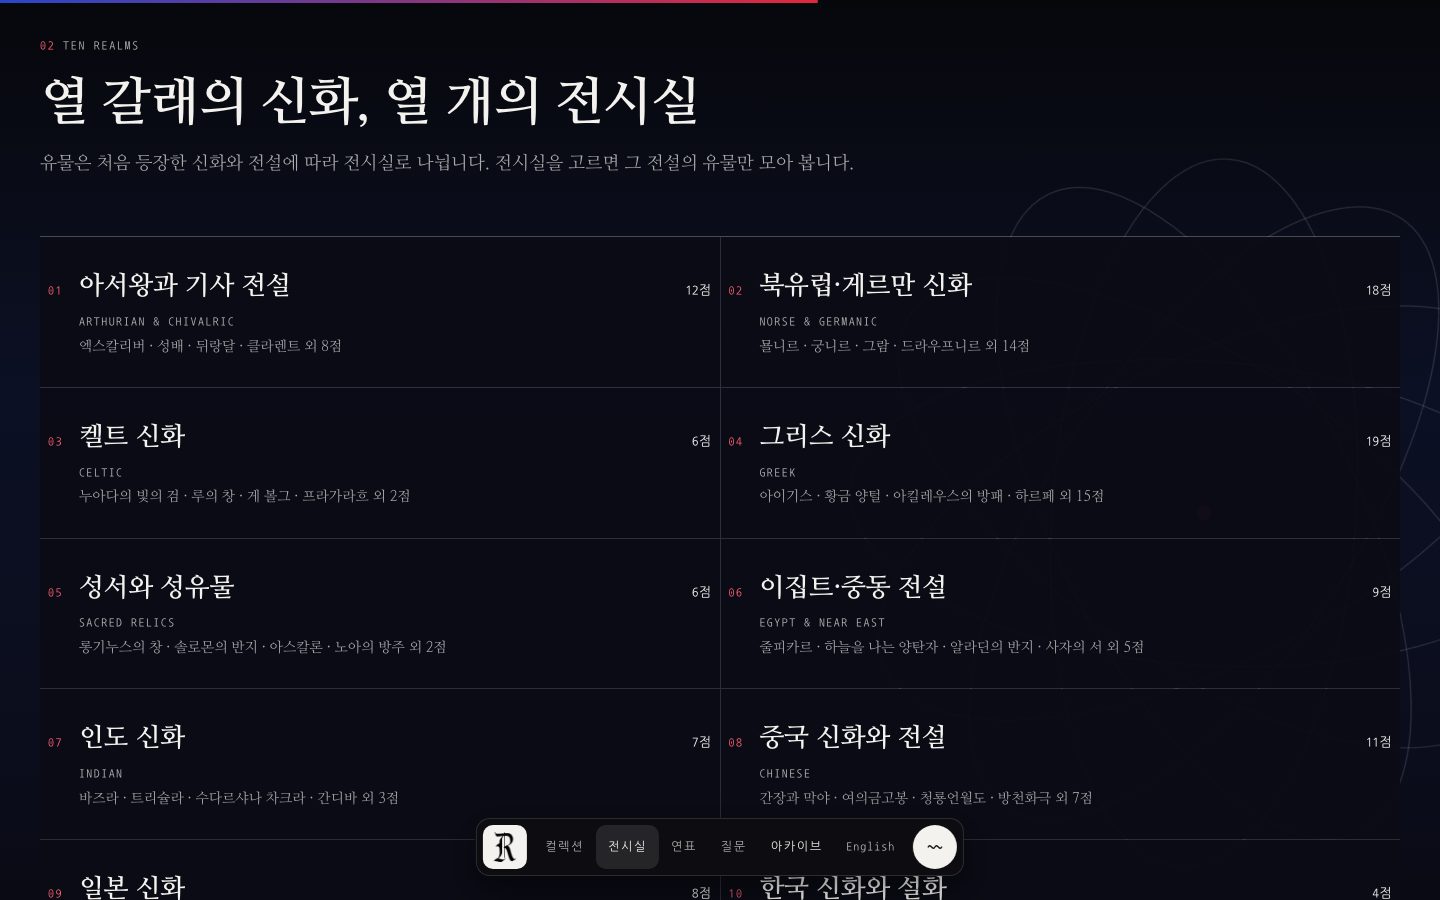 02 TEN REALMS
열 갈래의 신화, 열 개의 전시실
유물은 처음 등장한 신화와 전설에 따라 전시실로 나뉩니다. 전시실을 고르면 그 전설의 유물만 모아 봅니다.
01 아서왕과 기사 전설 12점
ARTHURIAN & CHIVALRIC
엑스칼리버 · 성배 · 뒤랑달 · 클라렌트 외 8점
02 북유럽·게르만 신화 18점
NORSE & GERMANIC
묠니르 · 궁니르 · 그람 · 드라우프니르 외 14점
03 켈트 신화 6점
CELTIC
누아다의 빛의 검 · 루의 창 · 게 볼그 · 프라가라흐 외 2점
04 그리스 신화 19점
GREEK
아이기스 · 황금 양털 · 아킬레우스의 방패 · 하르페 외 15점
05 성서와 성유물 6점
SACRED RELICS
롱기누스의 창 · 솔로몬의 반지 · 아스칼론 · 노아의 방주 외 2점
06 이집트·중동 전설 9점
EGYPT & NEAR EAST
줄피카르 · 하늘을 나는 양탄자 · 알라딘의 반지 · 사자의 서 외 5점
07 인도 신화 7점
INDIAN
바즈라 · 트리슐라 · 수다르샤나 차크라 · 간디바 외 3점
08 중국 신화와 전설 11점
CHINESE
간장과 막야 · 여의금고봉 · 청룡언월도 · 방천화극 외 7점
09 일본 신화 8점
10 한국 신화와 설화 4점
R 컬렉션 전시실 연표 질문 아카이브 English